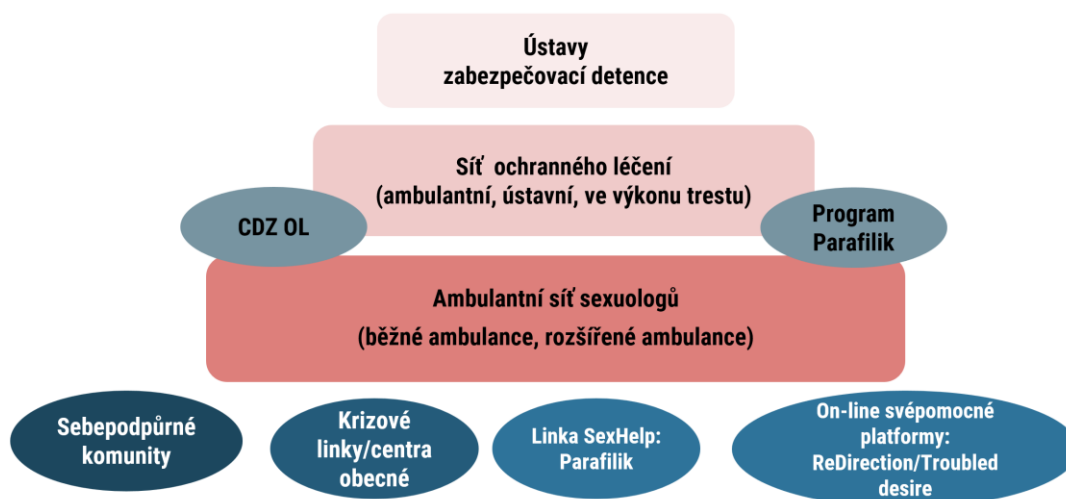 Ústavy
zabezpečovací detence
Síť ochranného léčení
(ambulantní, ústavní, ve výkonu trestu)
CDZ OL
Program
Parafilik
Ambulantní síť sexuologů
(běžné ambulance, rozšířené ambulance)
Sebepodpůrné
komunity
Krizové
linky/centra
obecné
Linka SexHelp:
Parafilik
On-line svépomocné
platformy:
ReDirection/Troubled
desire